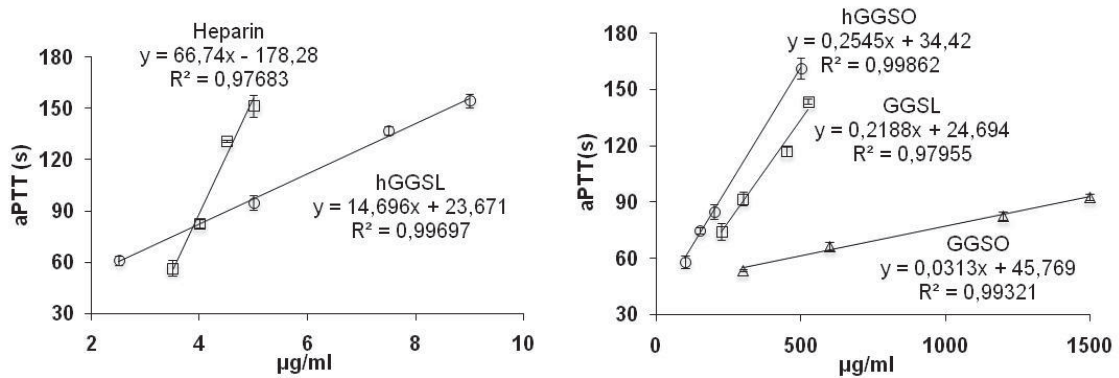 Heparin
y = 66,74x - 178,28
R² = 0,97683
hGGSL
y = 14,696x + 23,671
R² = 0,99697
aPTT (s)
180
150
120
90
60
30
2
4
6
8
10
µg/ml
hGGSO
y = 0,2545x + 34,42
R² = 0,99862
GGSL
y = 0,2188x + 24,694
R² = 0,97955
GGSO
y = 0,0313x + 45,769
R² = 0,99321
aPTT(s)
180
150
120
90
60
30
0
500
1000
1500
µg/ml